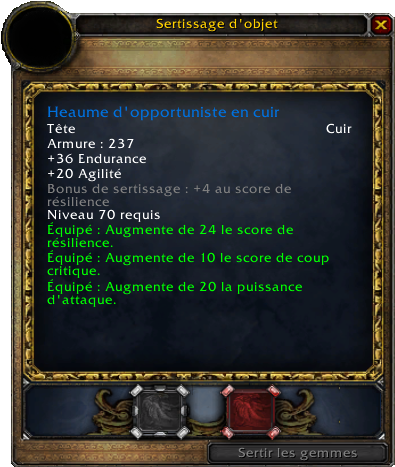 Sertissage d'objet
Heaume d'opportuniste en cuir
Tête Cuir
Armure : 237
+36 Endurance
+20 Agilité
Bonus de sertissage : +4 au score de
résilience
Niveau 70 requis
Équipé : Augmente de 24 le score de
résilience.
Équipé : Augmente de 10 le score de coup
critique.
Équipé : Augmente de 20 la puissance
d'attaque.
Sertir les gemmes